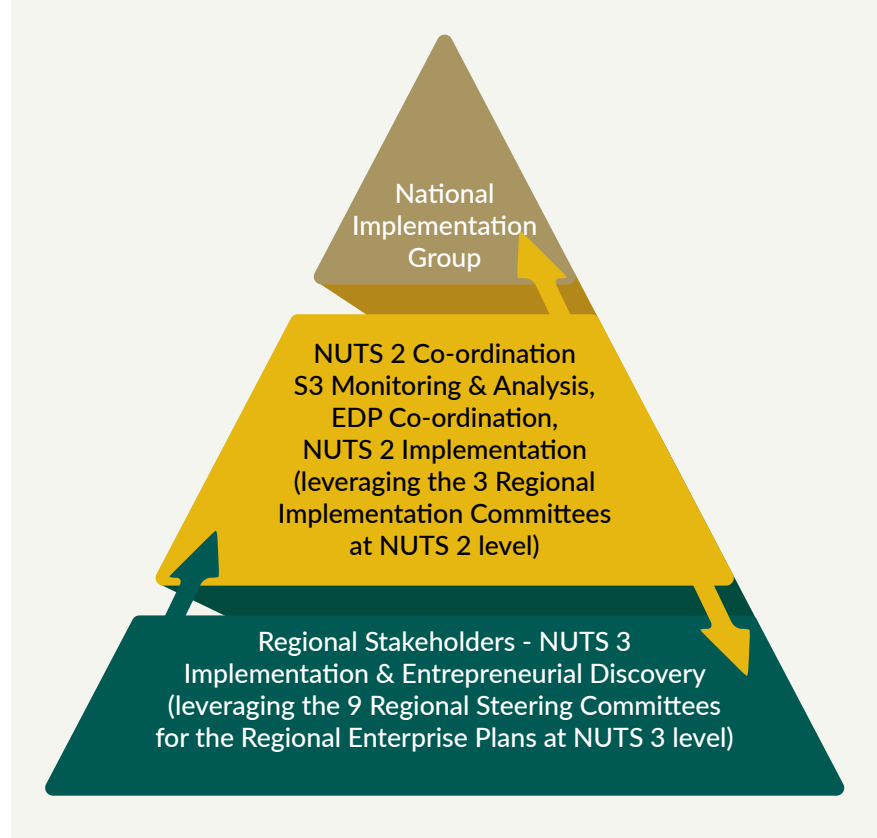 National
Implementation
Group
NUTS 2 Co-ordination
S3 Monitoring & Analysis,
EDP Co-ordination,
NUTS 2 Implementation
(leveraging the 3 Regional
Implementation Committees
at NUTS 2 level)
Regional Stakeholders - NUTS 3
Implementation & Entrepreneurial Discovery
(leveraging the 9 Regional Steering Committees
for the Regional Enterprise Plans at NUTS 3 level)